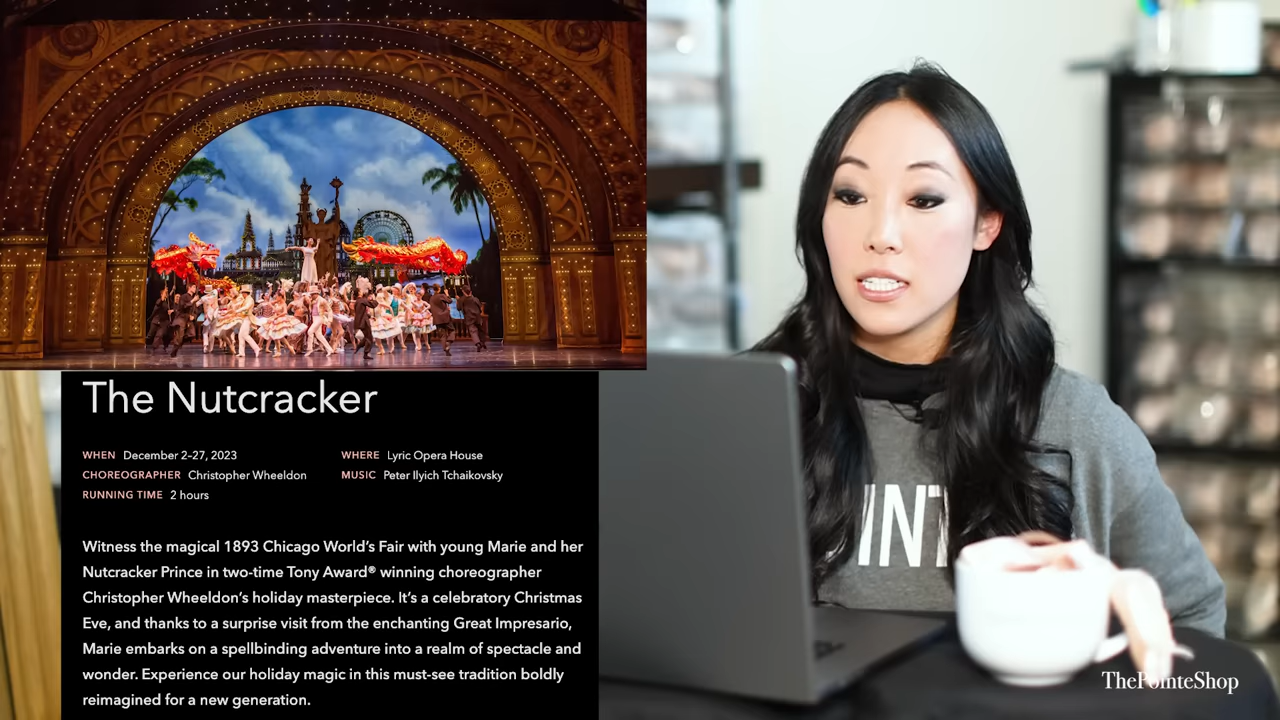 The Nutcracker
WHEN December 2–27, 2023
WHERE Lyric Opera House
CHOREOGRAPHER Christopher Wheeldon
MUSIC Peter Ilyich Tchaikovsky
RUNNING TIME 2 hours
Witness the magical 1893 Chicago World's Fair with young Marie and her
Nutcracker Prince in two-time Tony Award® winning choreographer
Christopher Wheeldon's holiday masterpiece. It's a celebratory Christmas
Eve, and thanks to a surprise visit from the enchanting Great Impresario,
Marie embarks on a spellbinding adventure into a realm of spectacle and
wonder. Experience our holiday magic in this must-see tradition boldly
reimagined for a new generation.
INT
ThePointeShop